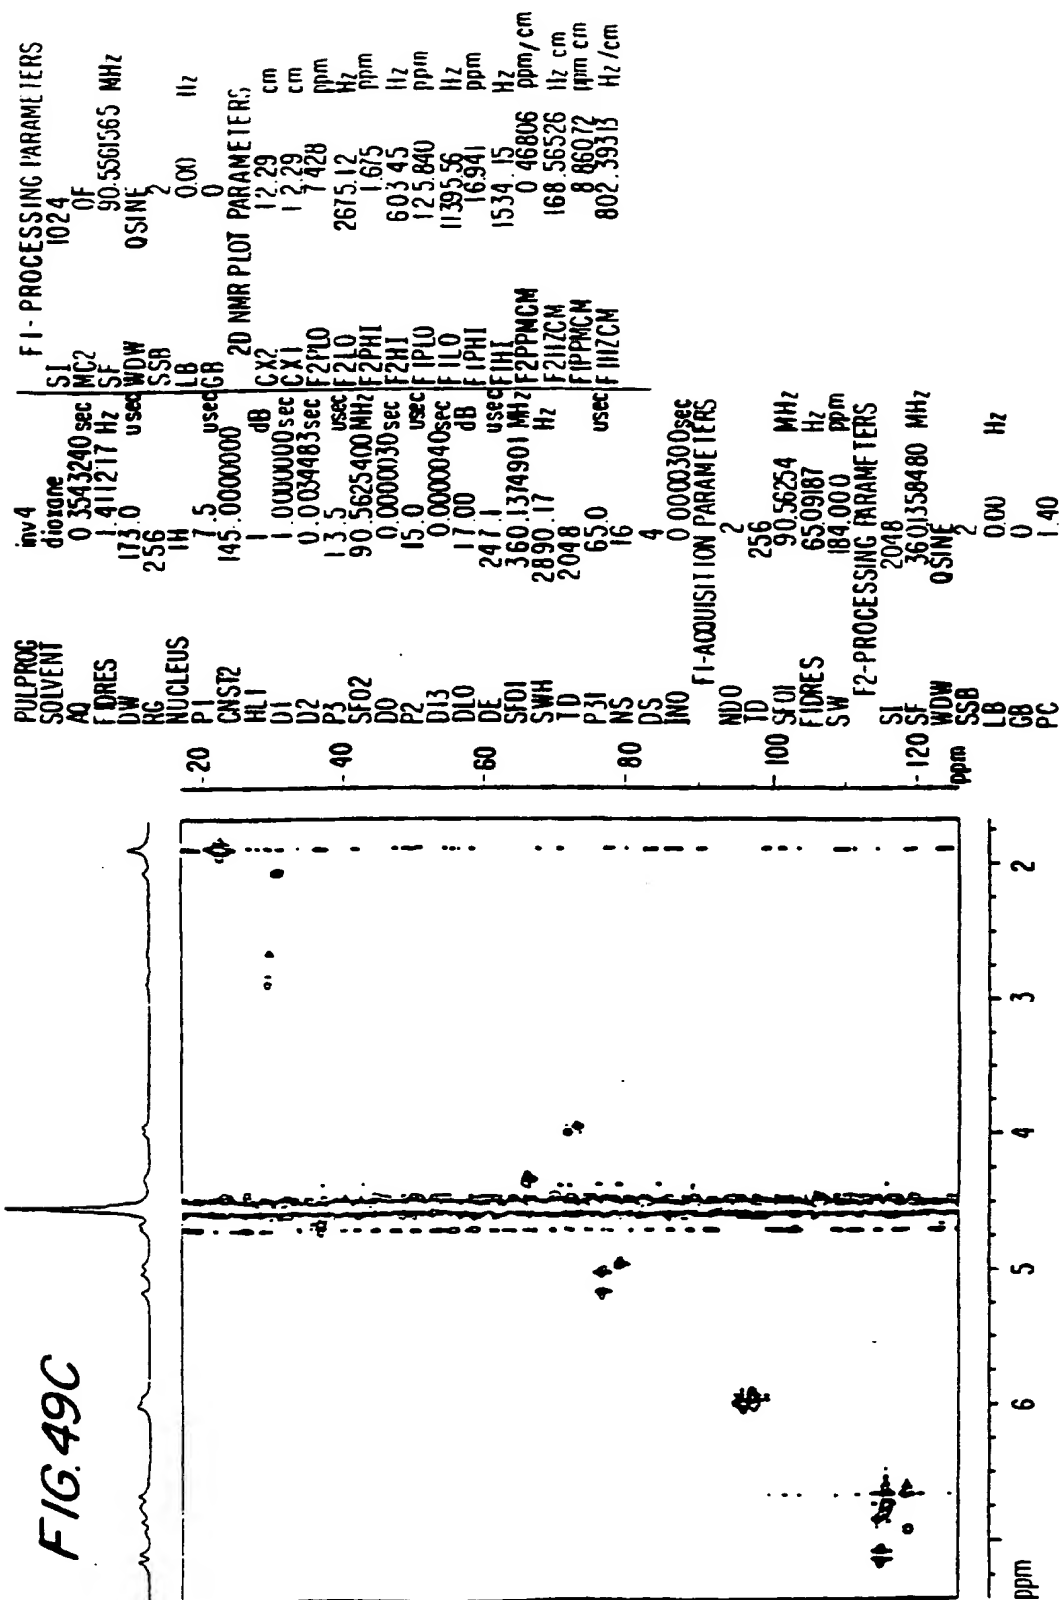 FIG. 49C
PULPROG inv4
SOLVENT dioxane
AQ 0.3543240 sec
FIDRES 1.411217 Hz
DW 173.0 usec
RG 256
NUCLEUS 1H
P1 7.5 usec
CNST2 145.0000000
HL1 1 dB
D1 1.0000000 sec
D2 0.034483 sec
P3 13.5 usec
SFO2 90.5625400 MHz
D0 0.0000030 sec
P2 15.0 usec
D13 0.0000040 sec
DL0 17.00 dB
DE 247.1 usec
SFO1 360.1374901 MHz
SWH 2890.17 Hz
TD 2048
P31 65.0 usec
NS 16
DS 4
IN0 0.0000300 sec
F1-ACQUISITION PARAMETERS
ND0 2
TD 256
SFO1 90.56254 MHz
FIDRES 65.09187 Hz
SW 184.000 ppm
F2-PROCESSING PARAMETERS
SI 2048
SF 360.1358480 MHz
WDW QSINE
SSB 2
LB 0.00 Hz
GB 0
PC 1.40
F1-PROCESSING PARAMETERS
SI 1024
MC2 QF
SF 90.5561565 MHz
WDW QSINE
SSB 2
LB 0.00 Hz
GB 0
2D NMR PLOT PARAMETERS
CX2 12.29 cm
CX1 12.29 cm
F2PLO 7.428 ppm
F2LO 2675.12 Hz
F2PHI 1.675 ppm
F2HI 603.45 Hz
F1PLO 125.840 ppm
F1LO 11395.56 Hz
F1PHI 16.941 ppm
F1HI 1534.15 Hz
F2PPMCM 0.46806 ppm/cm
F2HZCM 168.56526 Hz cm
F1PPMCM 8.86072 ppm cm
F1HZCM 802.39313 Hz/cm
20
40
60
80
100
120
ppm
ppm 6 5 4 3 2